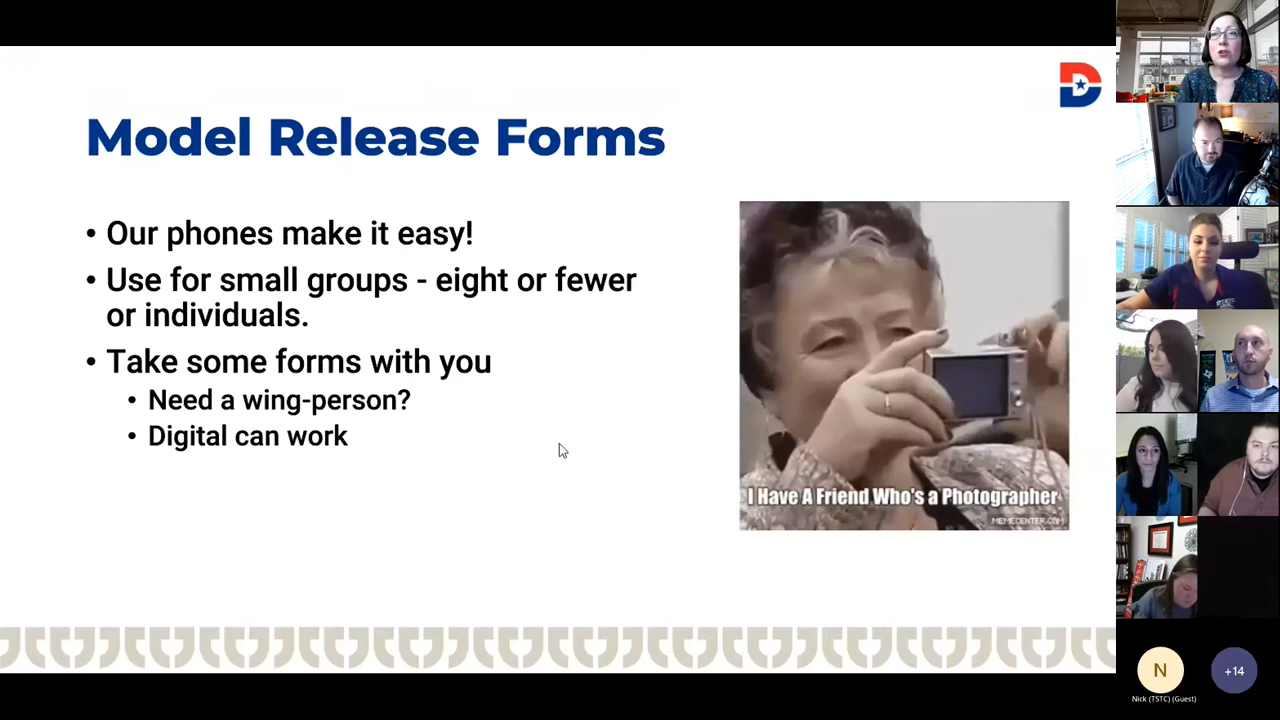 Model Release Forms
• Our phones make it easy!
• Use for small groups - eight or fewer
or individuals.
• Take some forms with you
• Need a wing-person?
• Digital can work
I Have A Friend Who's a Photographer
MEMECENTER.COM
N
+14
Nick (TSTC) (Guest)